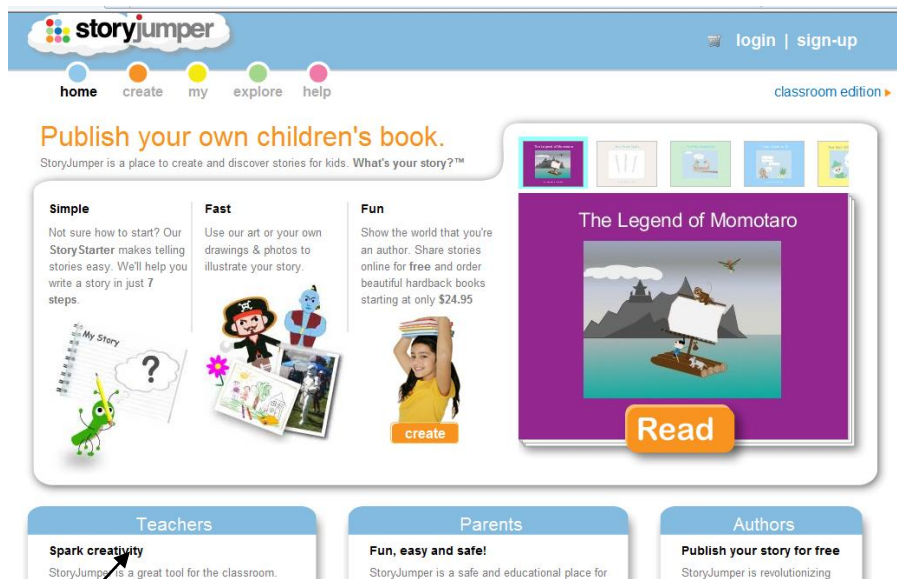 storyjumper
login | sign-up
home create my explore help
classroom edition
Publish your own children's book.
StoryJumper is a place to create and discover stories for kids. What's your story?™
Simple
Not sure how to start? Our
StoryStarter makes telling
stories easy. We'll help you
write a story in just 7
steps.
My Story
?
Fast
Use our art or your own
drawings & photos to
illustrate your story.
Fun
Show the world that you're
an author. Share stories
online for free and order
beautiful hardback books
starting at only $24.95
create
The Legend of Momotaro
The Legend of Momotaro
Read
Teachers
Spark creativity
StoryJumper is a great tool for the classroom.
Parents
Fun, easy and safe!
StoryJumper is a safe and educational place for
Authors
Publish your story for free
StoryJumper is revolutionizing